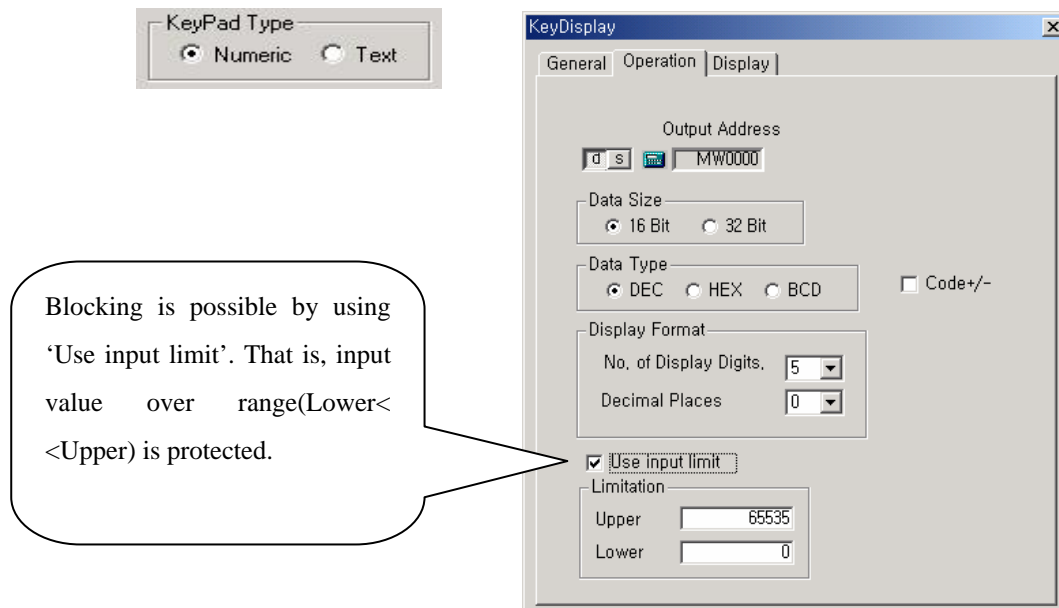 KeyPad Type
Numeric Text
KeyDisplay
General Operation Display
Output Address
d s MW0000
Data Size
16 Bit 32 Bit
Data Type
DEC HEX BCD
Code+/-
Display Format
No, of Display Digits, 5
Decimal Places 0
Use input limit
Limitation
Upper 65535
Lower 0
Blocking is possible by using
‘Use input limit’. That is, input
value over range(Lower<
<Upper) is protected.